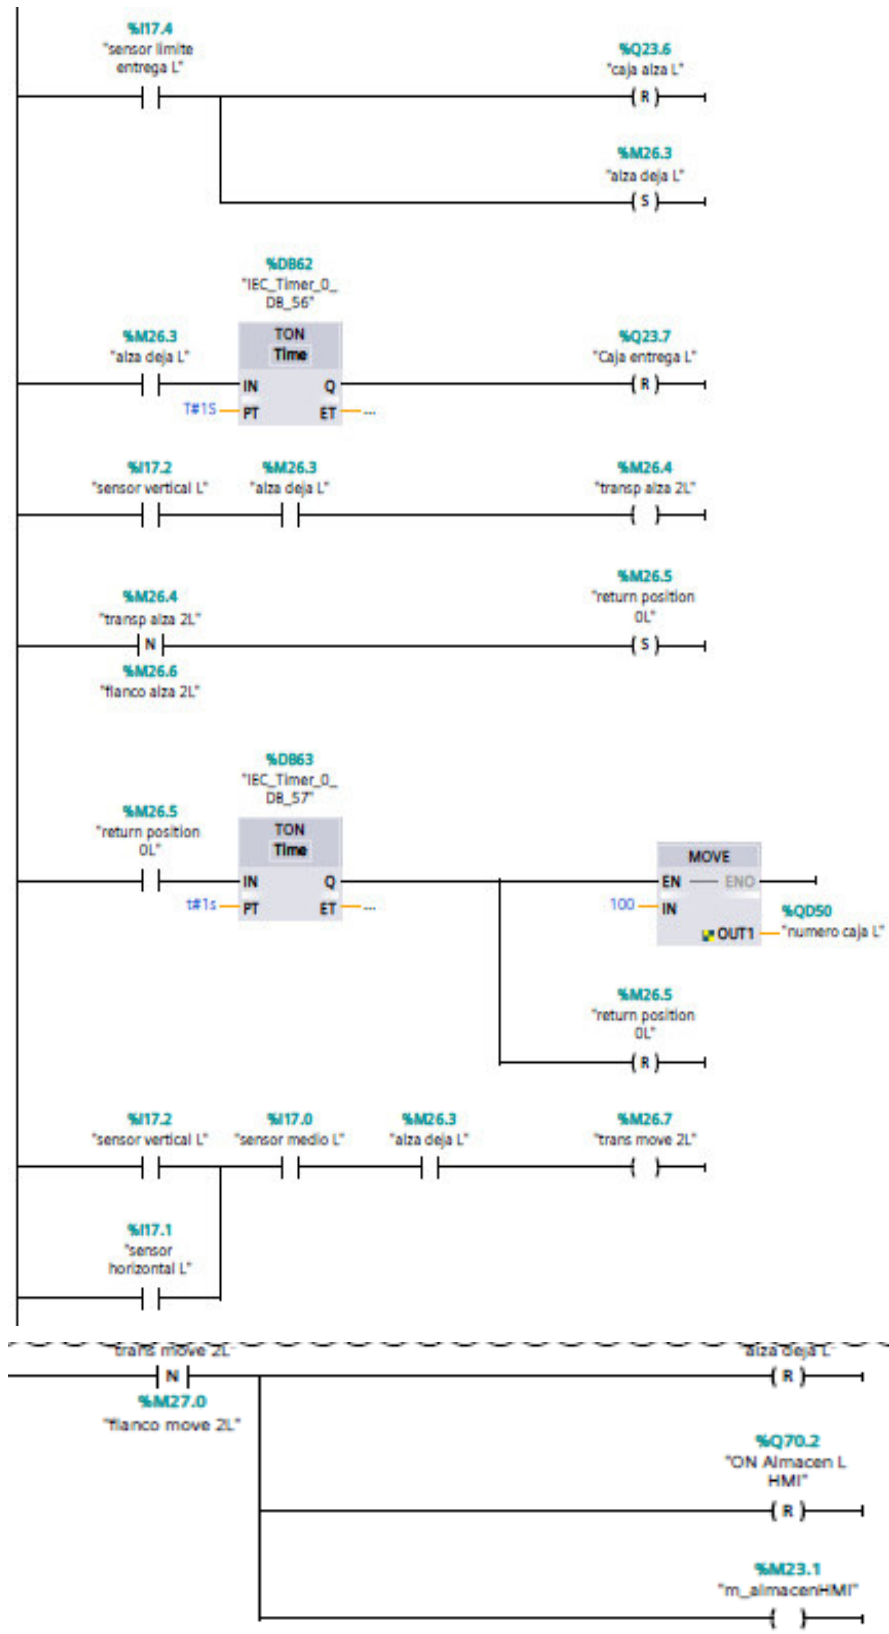 %I17.4
"sensor limite
entrega L"
%Q23.6
"caja alza L"
R
%M26.3
"alza deja L"
S
%DB62
"IEC_Timer_0_
DB_56"
%M26.3
"alza deja L"
TON
Time
%Q23.7
"Caja entrega L"
IN Q
R
T#1S PT ET ...
%I17.2
"sensor vertical L"
%M26.3
"alza deja L"
%M26.4
"transp alza 2L"
%M26.4
"transp alza 2L"
N
%M26.6
"flanco alza 2L"
%M26.5
"return position
0L"
S
%DB63
"IEC_Timer_0_
DB_57"
%M26.5
"return position
0L"
TON
Time
IN Q
t#1s PT ET ...
MOVE
EN ENO
100 IN
OUT1
%QD50
"numero caja L"
%M26.5
"return position
0L"
R
%I17.2
"sensor vertical L"
%I17.0
"sensor medio L"
%M26.3
"alza deja L"
%M26.7
"trans move 2L"
%I17.1
"sensor
horizontal L"
"trans move 2L"
N
%M27.0
"flanco move 2L"
"alza deja L"
R
%Q70.2
"ON Almacen L
HMI"
R
%M23.1
"m_almacenHMI"